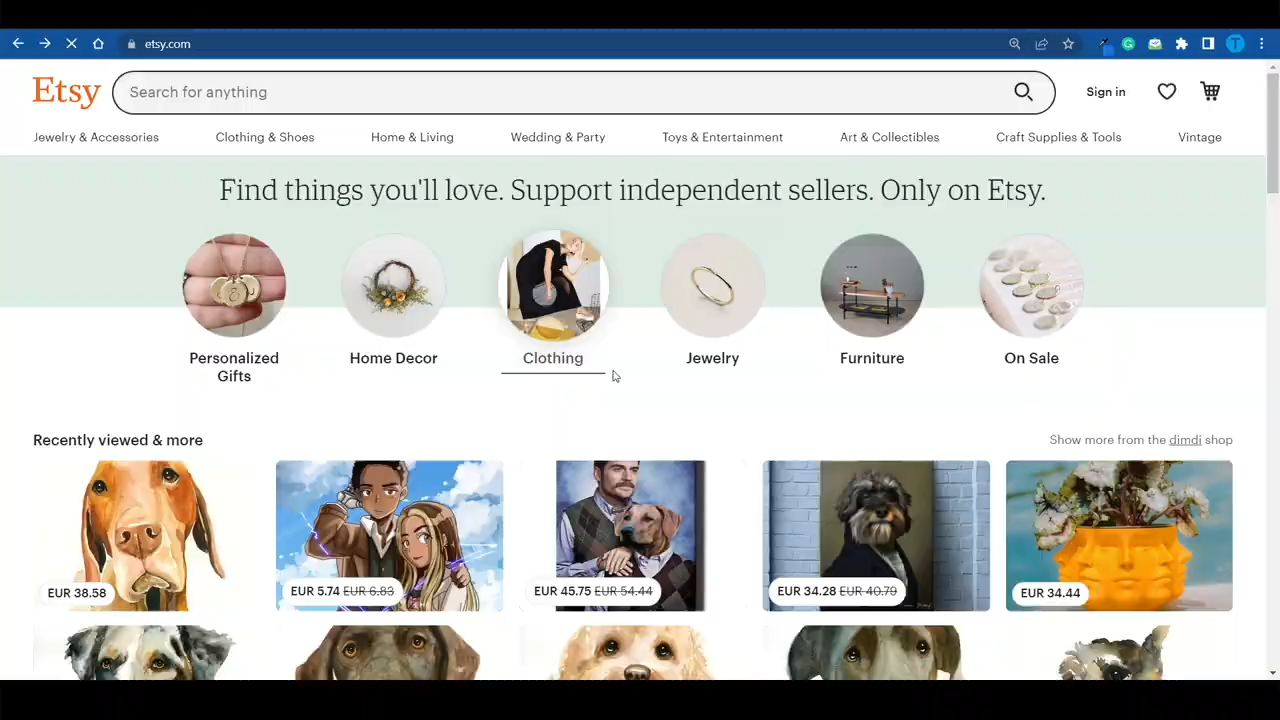 etsy.com
Etsy
Search for anything
Sign in
Jewelry & Accessories
Clothing & Shoes
Home & Living
Wedding & Party
Toys & Entertainment
Art & Collectibles
Craft Supplies & Tools
Vintage
Find things you'll love. Support independent sellers. Only on Etsy.
Personalized
Gifts
Home Decor
Clothing
Jewelry
Furniture
On Sale
Recently viewed & more
Show more from the dimdi shop
EUR 38.58
EUR 5.74 EUR 6.83
EUR 45.75 EUR 54.44
EUR 34.28 EUR 40.79
EUR 34.44